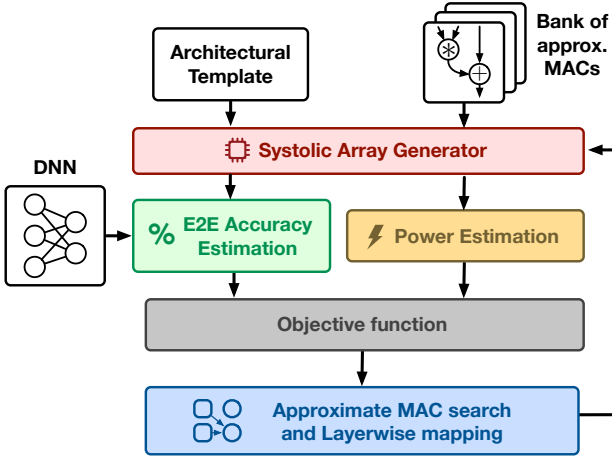 Architectural
Template
Bank of
approx.
MACs
Systolic Array Generator
DNN
% E2E Accuracy
Estimation
Power Estimation
Objective function
Approximate MAC search
and Layerwise mapping